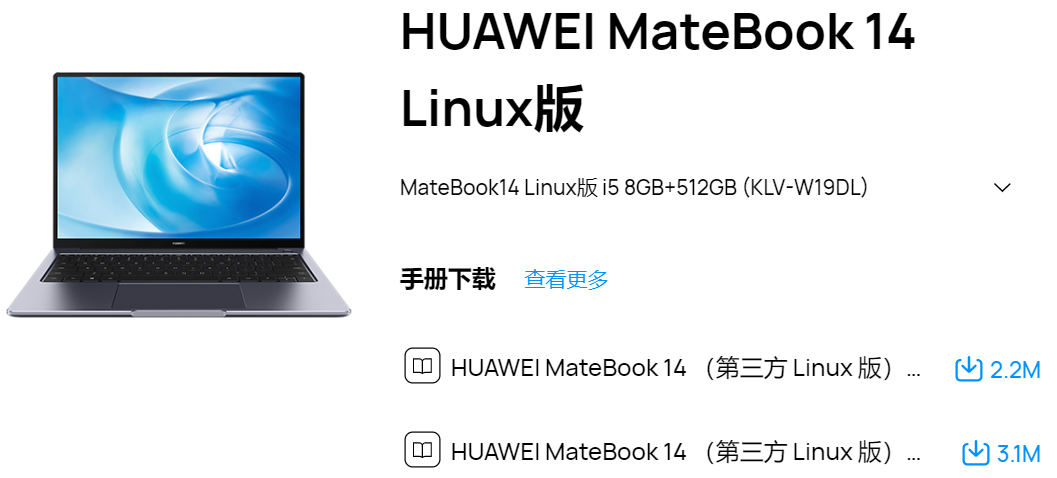 HUAWEI MateBook 14
Linux版
MateBook14 Linux版 i5 8GB+512GB (KLV-W19DL)
手册下载 查看更多
HUAWEI MateBook 14 （第三方 Linux 版）... 2.2M
HUAWEI MateBook 14 （第三方 Linux 版）... 3.1M